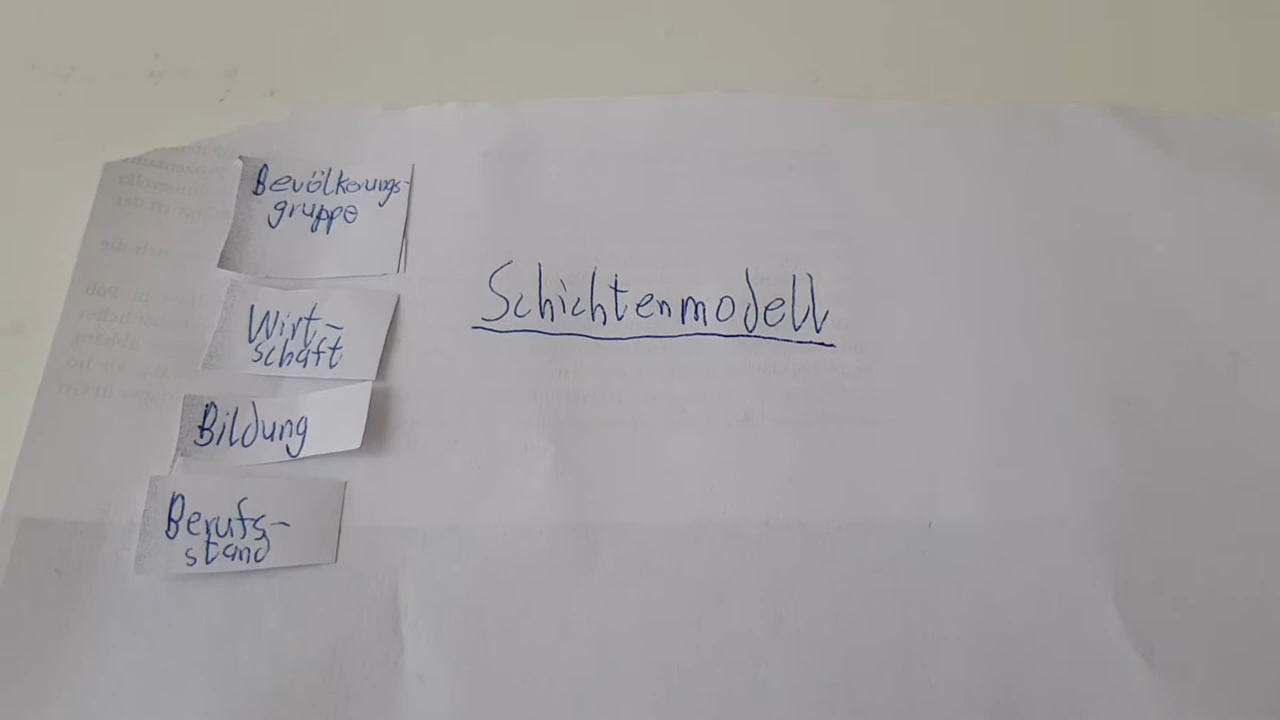 Bevölkerungs-
gruppe
Wirt-
schaft
Bildung
Berufs-
stand
Schichtenmodell